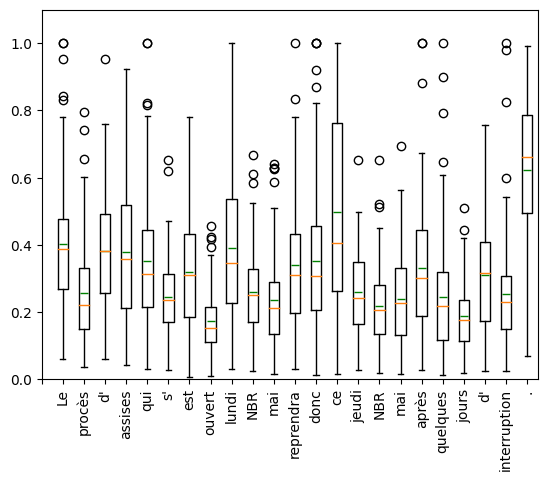 1.0
0.8
0.6
0.4
0.2
0.0
Le
procès
d'
assises
qui
s'
est
ouvert
lundi
NBR
mai
reprendra
donc
ce
jeudi
NBR
mai
après
quelques
jours
d'
interruption
.